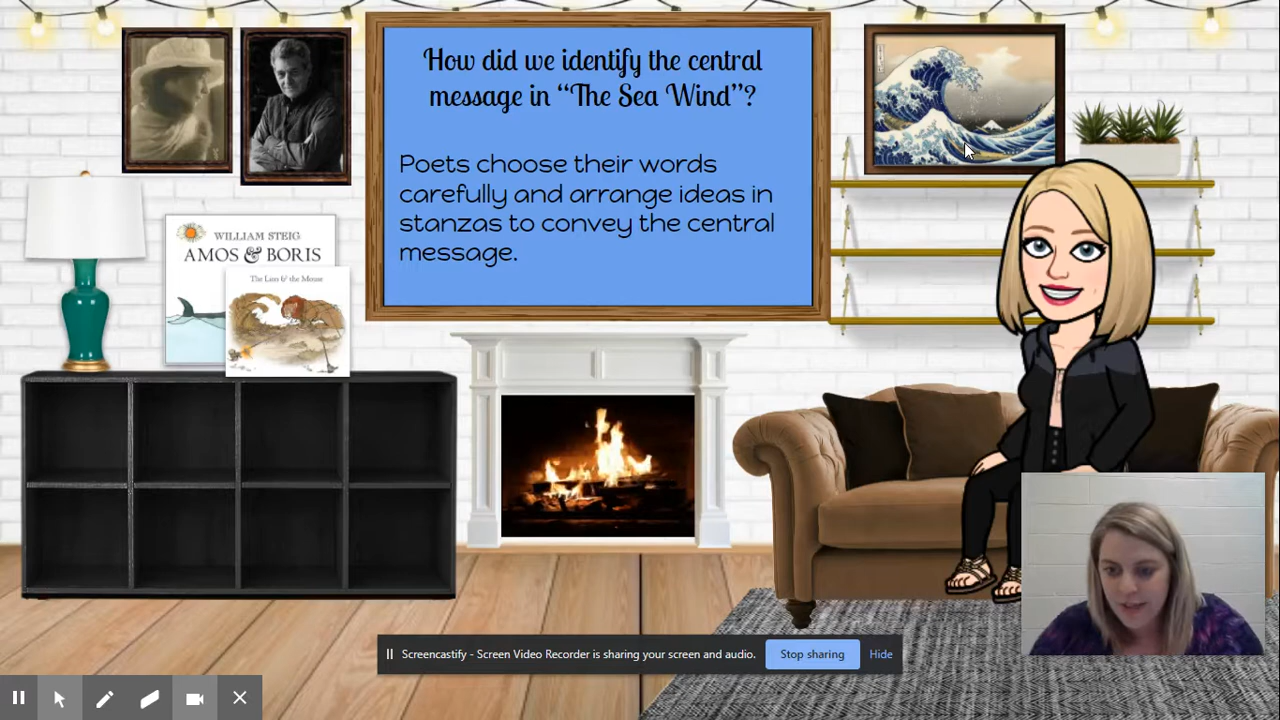 How did we identify the central
message in “The Sea Wind”?
Poets choose their words
carefully and arrange ideas in
stanzas to convey the central
message.
WILLIAM STEIG
AMOS & BORIS
The Lion & the Mouse
Screencastify - Screen Video Recorder is sharing your screen and audio.
Stop sharing
Hide